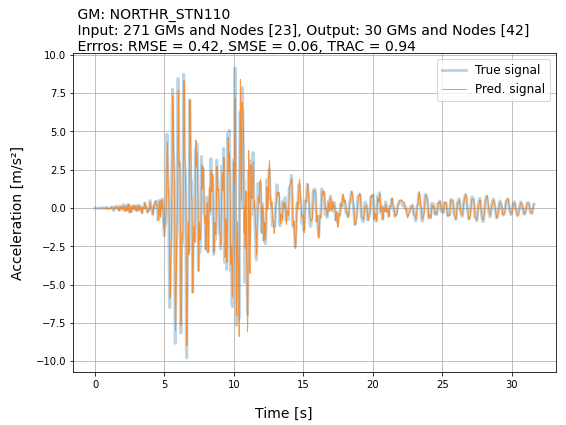 GM: NORTHR_STN110
Input: 271 GMs and Nodes [23], Output: 30 GMs and Nodes [42]
Errros: RMSE = 0.42, SMSE = 0.06, TRAC = 0.94
True signal
Pred. signal
10.0
7.5
5.0
2.5
0.0
−2.5
−5.0
−7.5
−10.0
Acceleration [m/s²]
0 5 10 15 20 25 30
Time [s]